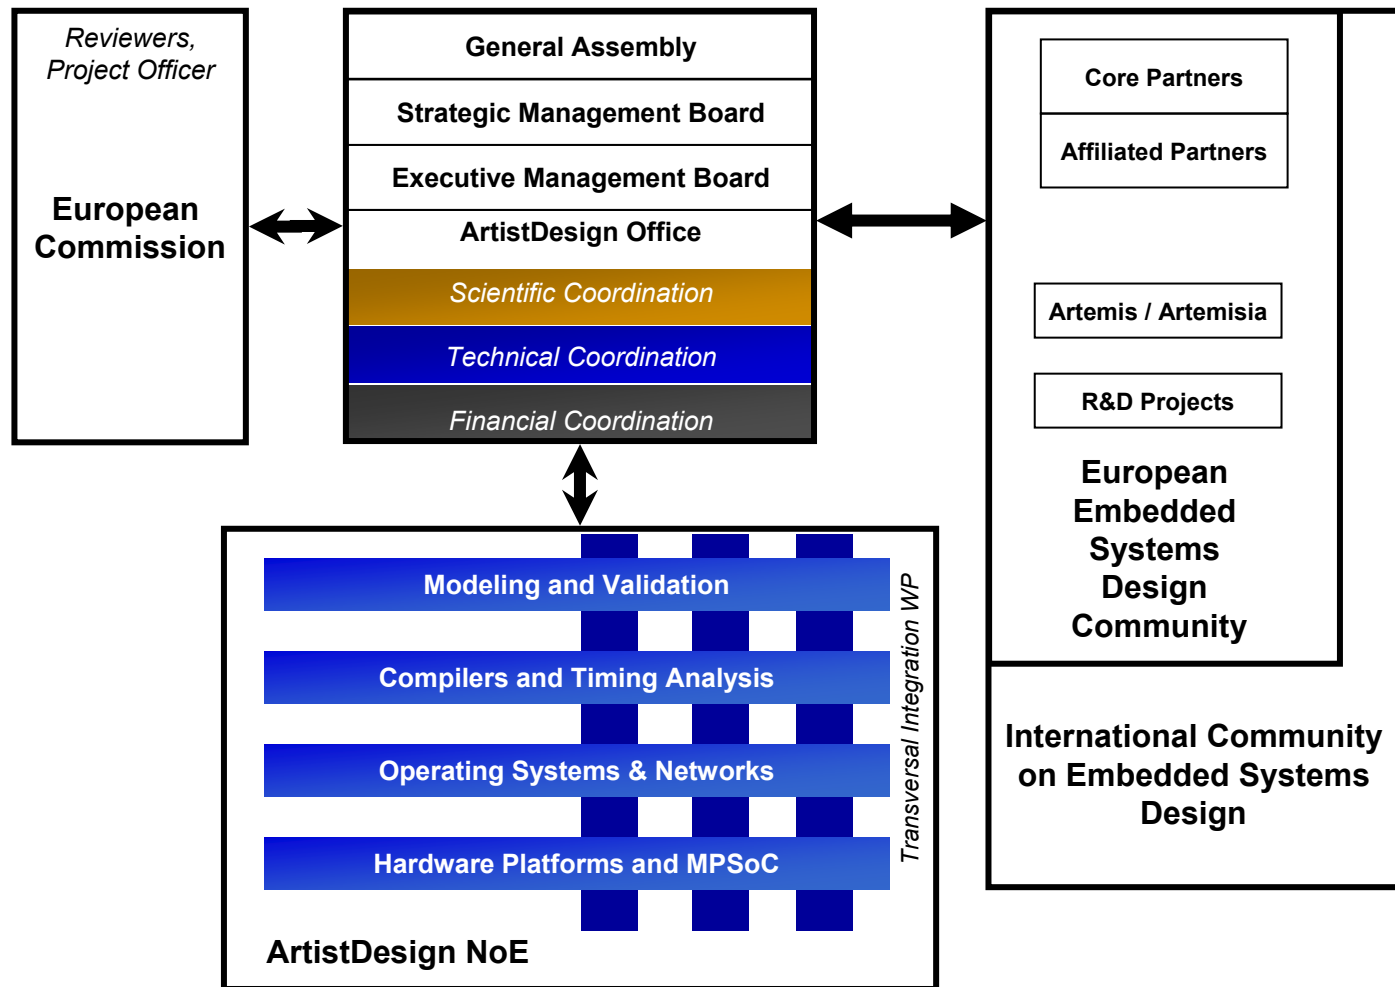 Reviewers,
Project Officer
European
Commission
General Assembly
Strategic Management Board
Executive Management Board
ArtistDesign Office
Scientific Coordination
Technical Coordination
Financial Coordination
Core Partners
Affiliated Partners
Artemis / Artemisia
R&D Projects
European
Embedded
Systems
Design
Community
International Community
on Embedded Systems
Design
Modeling and Validation
Compilers and Timing Analysis
Operating Systems & Networks
Hardware Platforms and MPSoC
Transversal Integration WP
ArtistDesign NoE